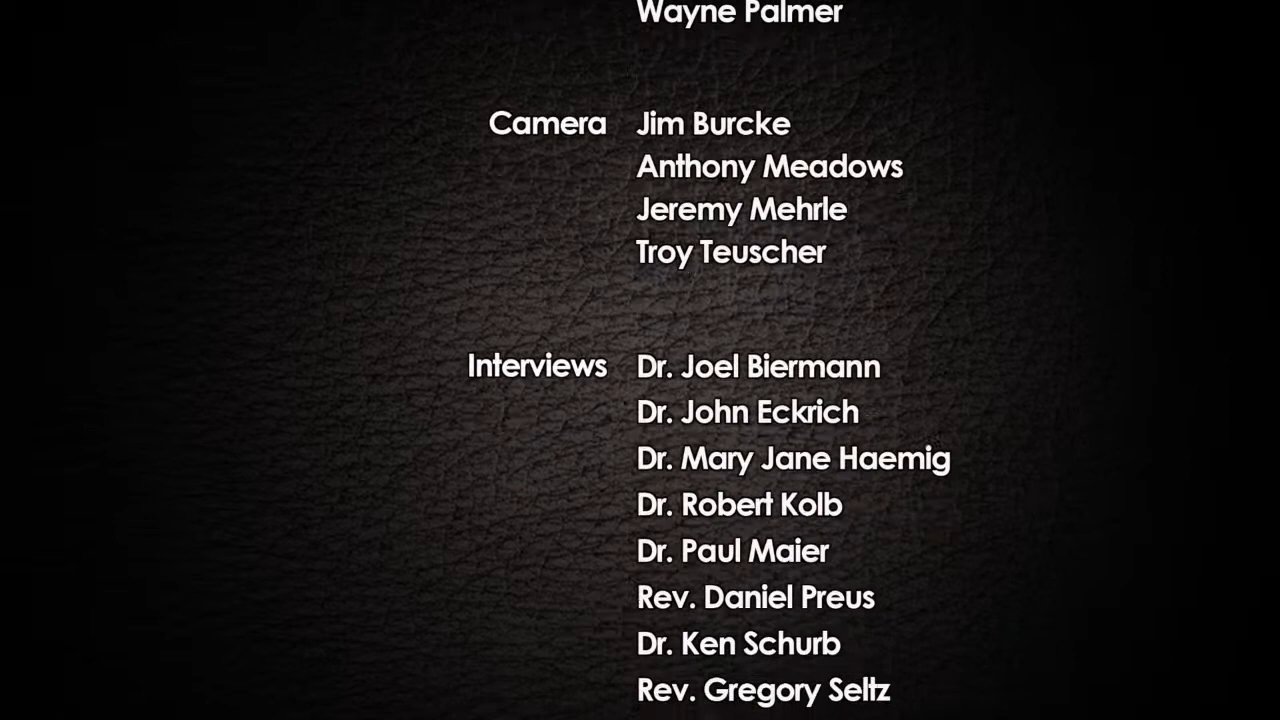 Wayne Palmer
Camera Jim Burcke
Anthony Meadows
Jeremy Mehrle
Troy Teuscher
Interviews Dr. Joel Biermann
Dr. John Eckrich
Dr. Mary Jane Haemig
Dr. Robert Kolb
Dr. Paul Maier
Rev. Daniel Preus
Dr. Ken Schurb
Rev. Gregory Seltz